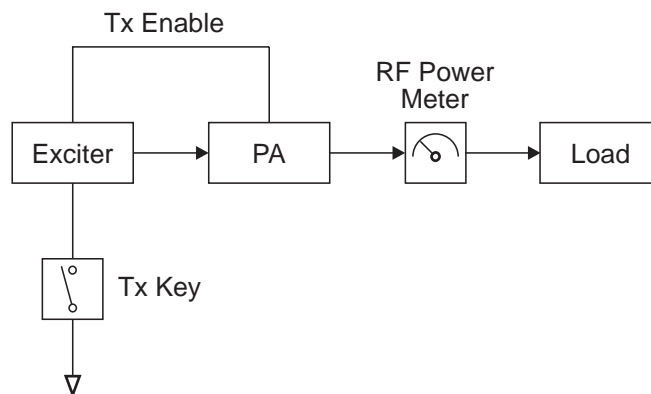 Tx Enable
RF Power
Meter
Exciter
PA
Load
Tx Key